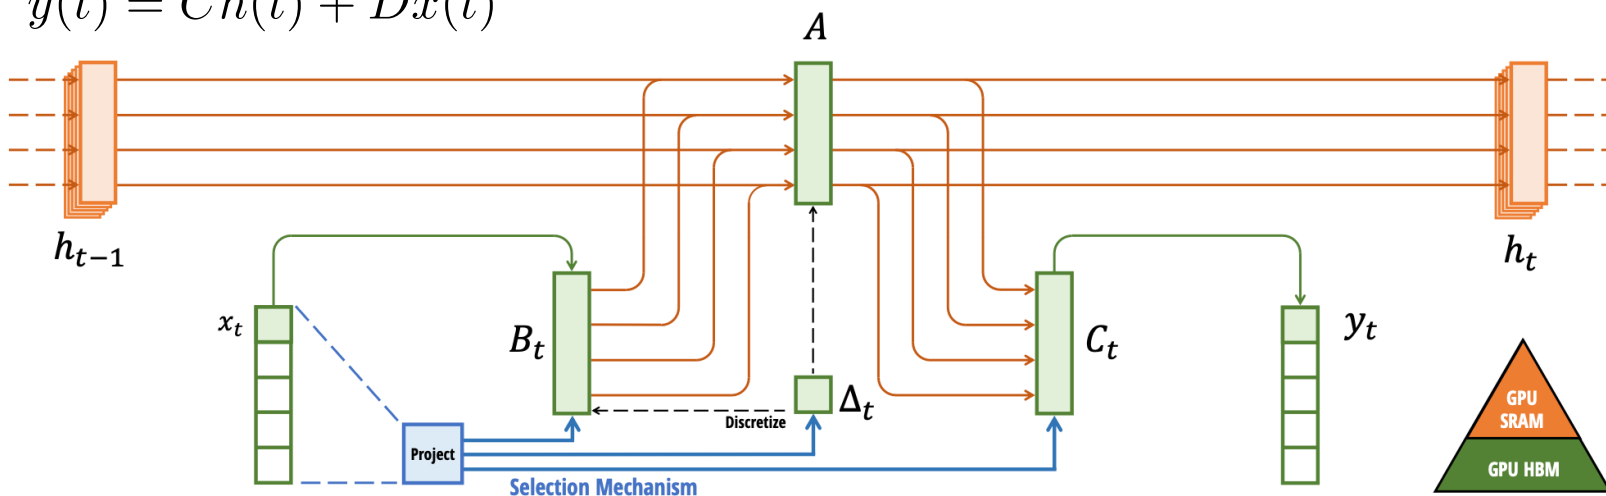 y(t) = Ch(t) + Dx(t)
A
h_{t-1}
h_t
x_t
B_t
C_t
y_t
Δ_t
Discretize
Project
Selection Mechanism
GPU
SRAM
GPU HBM